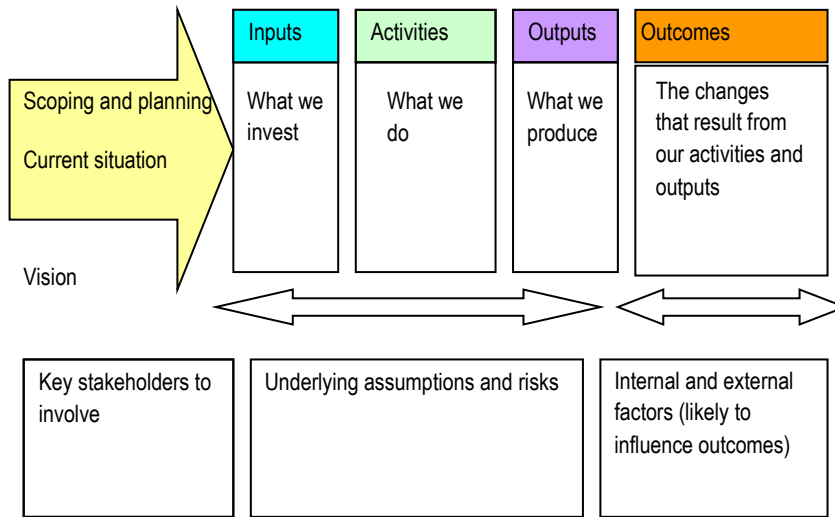 Inputs
Activities
Outputs
Outcomes
Scoping and planning
Current situation
Vision
What we
invest
What we
do
What we
produce
The changes
that result from
our activities and
outputs
Key stakeholders to
involve
Underlying assumptions and risks
Internal and external
factors (likely to
influence outcomes)